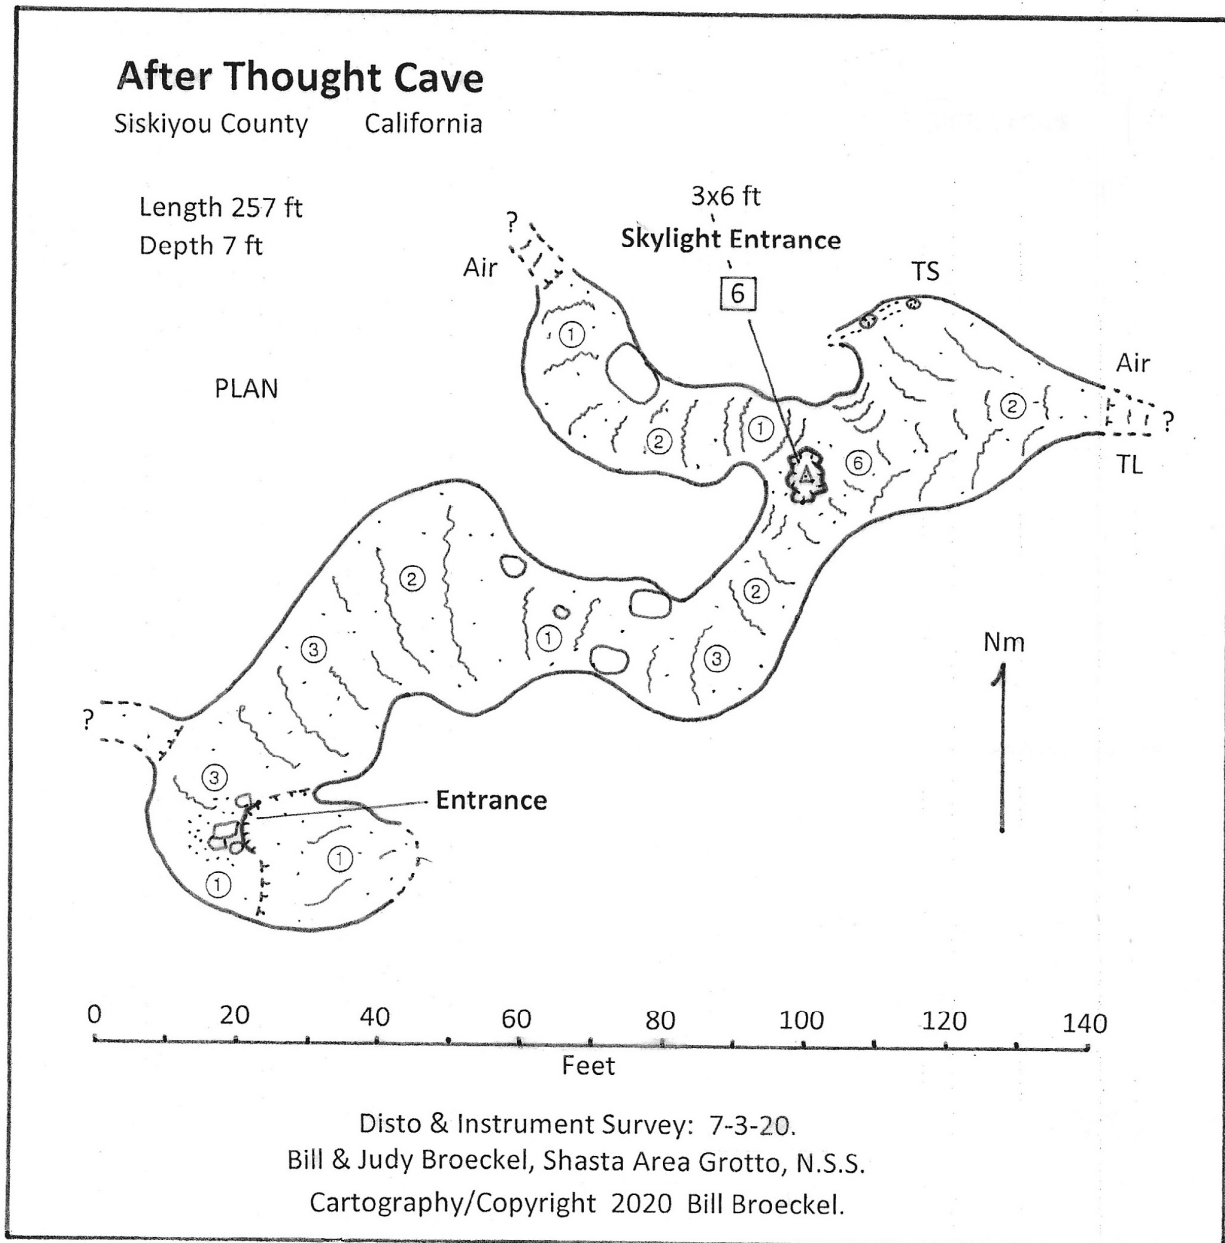 After Thought Cave
Siskiyou County California
Length 257 ft
Depth 7 ft
3x6 ft
Skylight Entrance
6
?
Air
TS
1
PLAN
Air
2
?
1
2
6
TL
2
2
1
3
3
Nm
?
3
Entrance
1
1
0 20 40 60 80 100 120 140
Feet
Disto & Instrument Survey: 7-3-20.
Bill & Judy Broeckel, Shasta Area Grotto, N.S.S.
Cartography/Copyright 2020 Bill Broeckel.